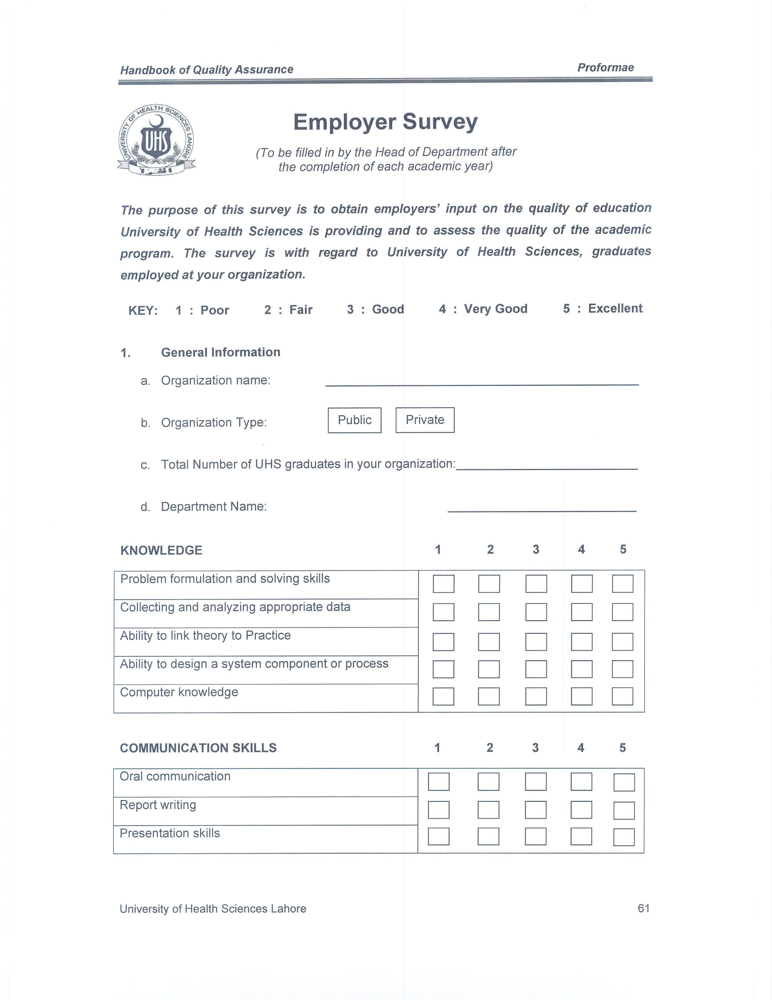 Handbook of Quality Assurance Proformae
UNIVERSITY OF HEALTH SCIENCES LAHORE
UHS
Employer Survey
(To be filled in by the Head of Department after
the completion of each academic year)
The purpose of this survey is to obtain employers' input on the quality of education
University of Health Sciences is providing and to assess the quality of the academic
program. The survey is with regard to University of Health Sciences, graduates
employed at your organization.
KEY: 1 : Poor 2 : Fair 3 : Good 4 : Very Good 5 : Excellent
1. General Information
a. Organization name:
b. Organization Type: Public Private
c. Total Number of UHS graduates in your organization:
d. Department Name:
KNOWLEDGE 1 2 3 4 5
Problem formulation and solving skills
Collecting and analyzing appropriate data
Ability to link theory to Practice
Ability to design a system component or process
Computer knowledge
COMMUNICATION SKILLS 1 2 3 4 5
Oral communication
Report writing
Presentation skills
University of Health Sciences Lahore 61